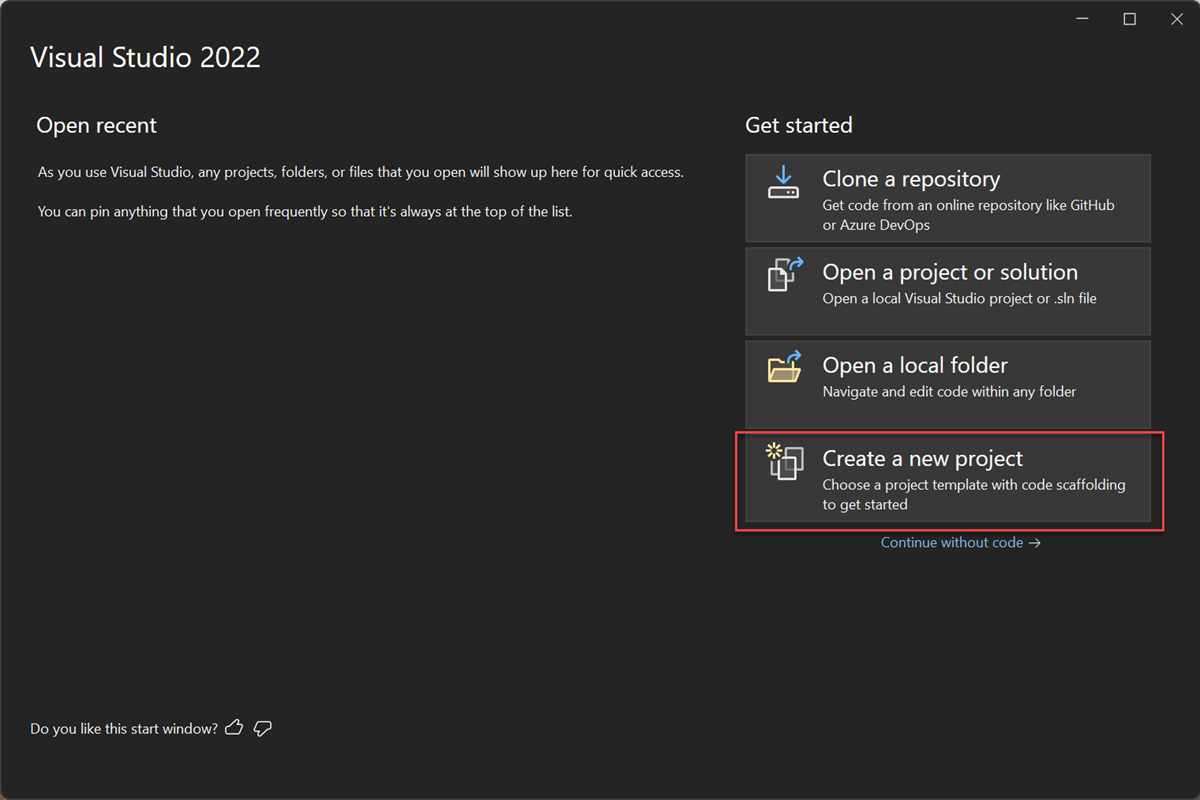 Visual Studio 2022
Open recent
As you use Visual Studio, any projects, folders, or files that you open will show up here for quick access.
You can pin anything that you open frequently so that it's always at the top of the list.
Get started
Clone a repository
Get code from an online repository like GitHub
or Azure DevOps
Open a project or solution
Open a local Visual Studio project or .sln file
Open a local folder
Navigate and edit code within any folder
Create a new project
Choose a project template with code scaffolding
to get started
Continue without code →
Do you like this start window?